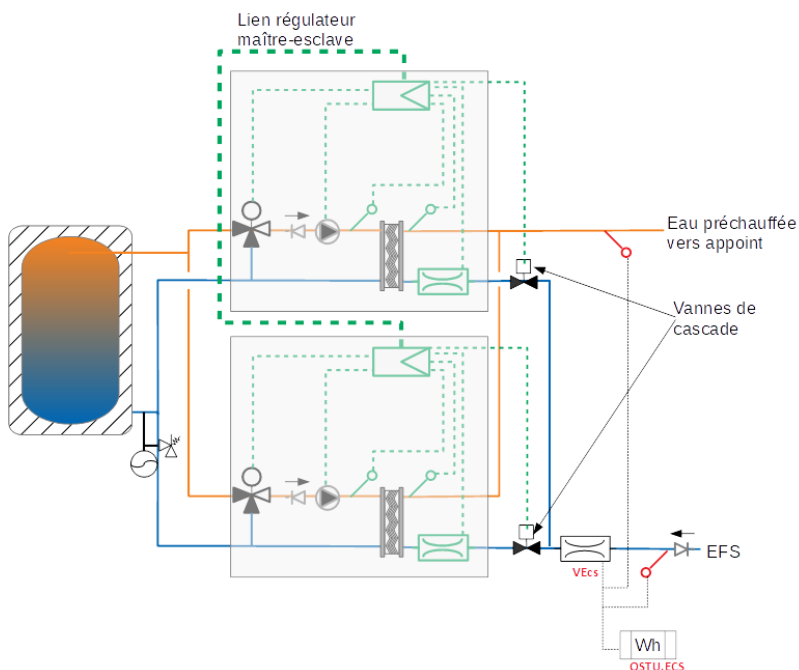 Lien régulateur
maître-esclave
Eau préchauffée
vers appoint
Vannes de
cascade
EFS
VEcs
Wh
QSTU.ECS